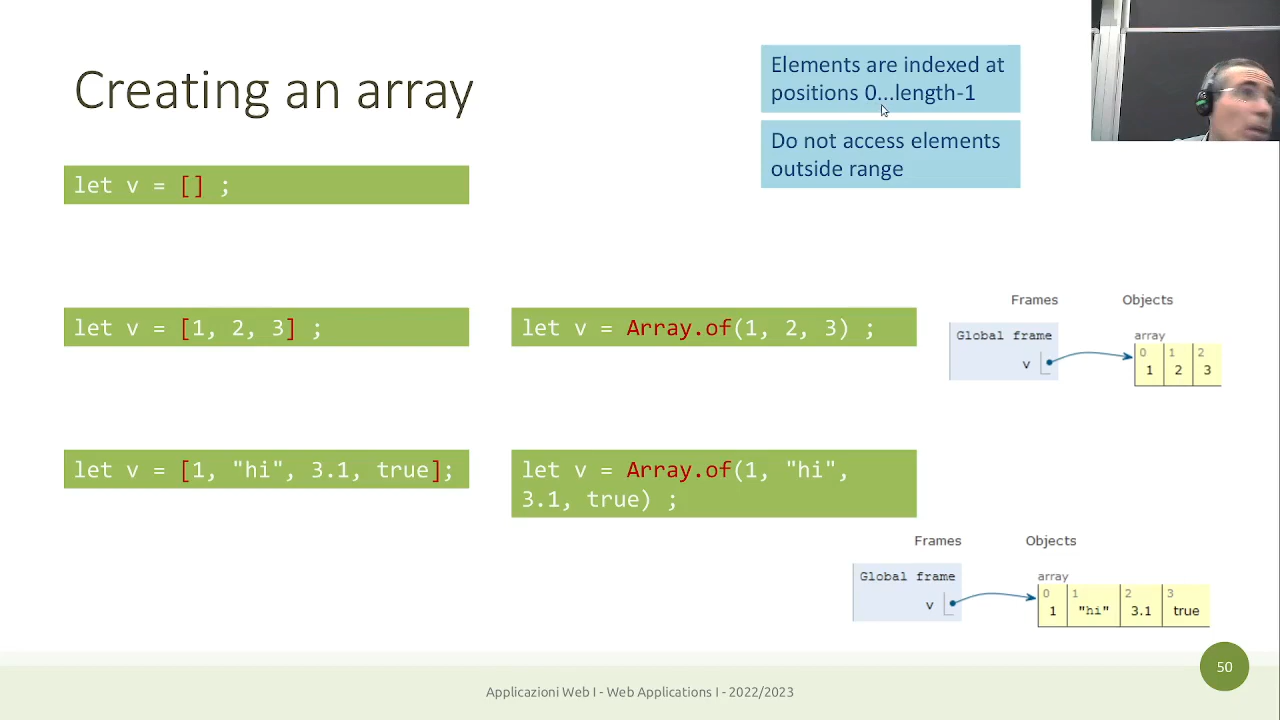 Creating an array
Elements are indexed at
positions 0...length-1
Do not access elements
outside range
let v = [] ;
let v = [1, 2, 3] ;
let v = Array.of(1, 2, 3) ;
Frames
Objects
Global frame
v
array
0 1 2
1 2 3
let v = [1, "hi", 3.1, true];
let v = Array.of(1, "hi",
3.1, true) ;
Frames
Objects
Global frame
v
array
0 1 2 3
1 "hi" 3.1 true
Applicazioni Web I - Web Applications I - 2022/2023
50